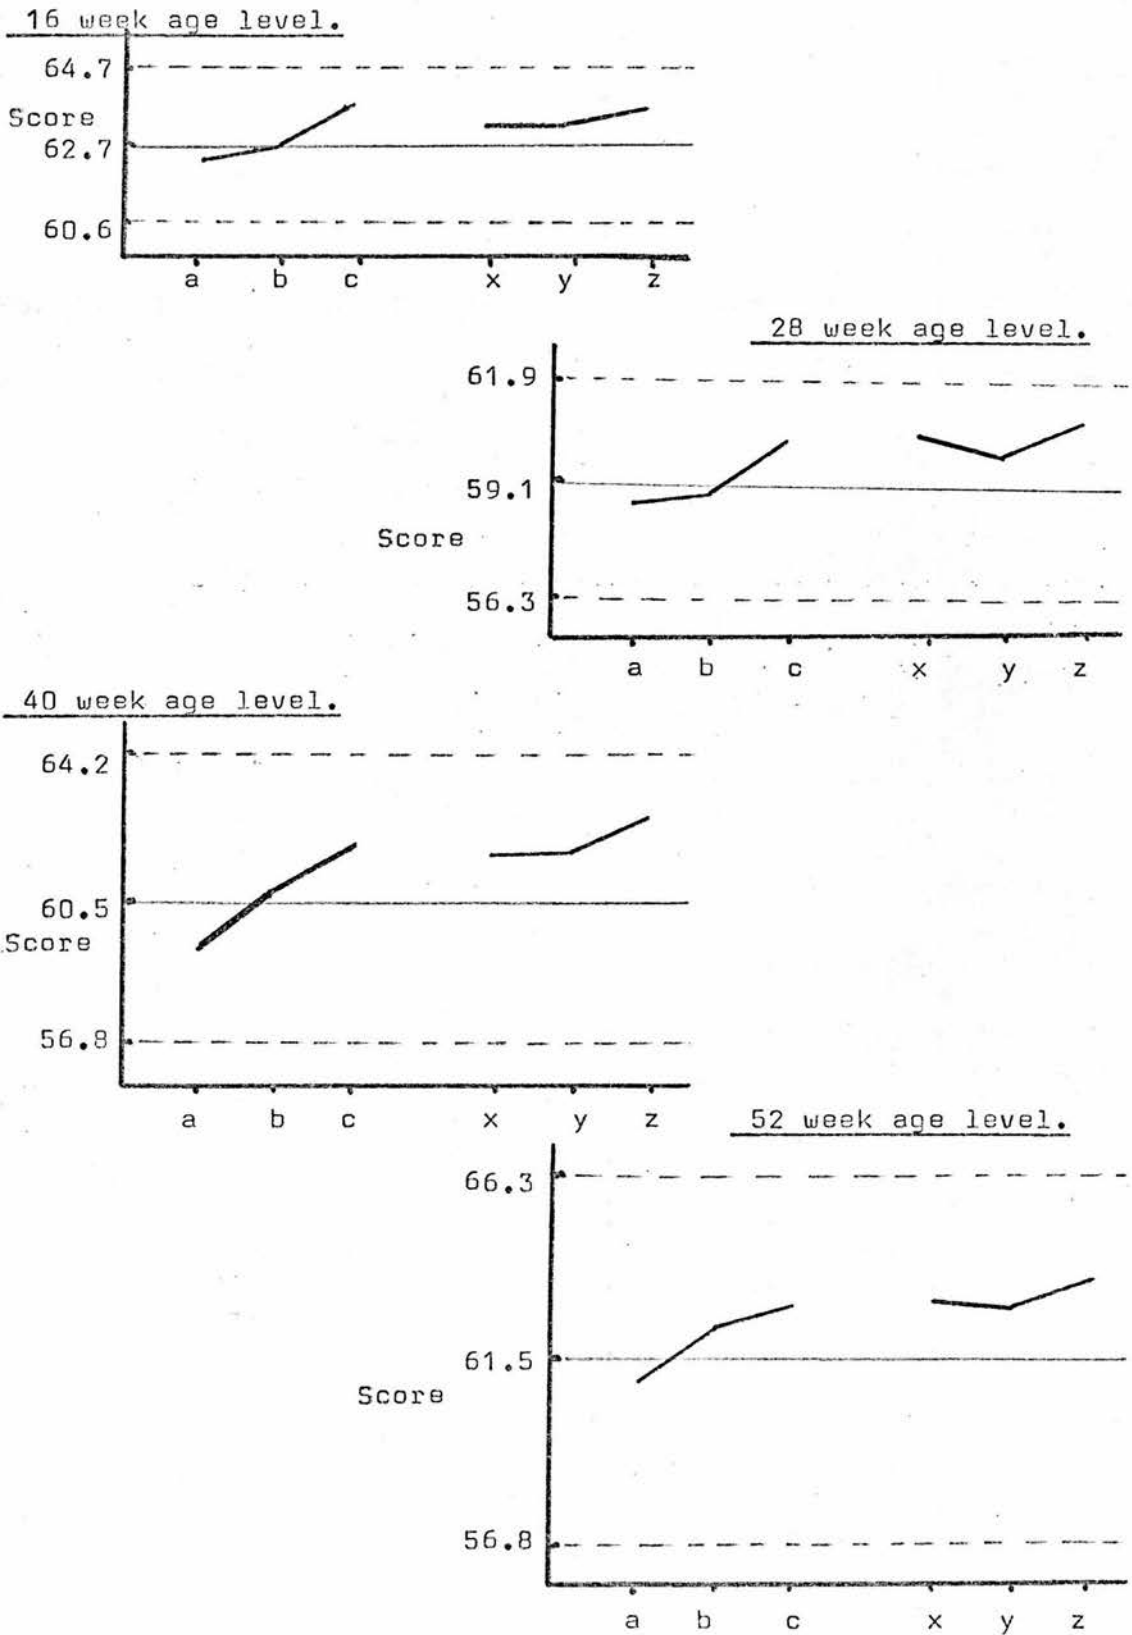 16 week age level.
64.7
Score
62.7
60.6
a b c x y z
28 week age level.
61.9
59.1
Score
56.3
a b c x y z
40 week age level.
64.2
60.5
Score
56.8
a b c x y z
52 week age level.
66.3
61.5
Score
56.8
a b c x y z